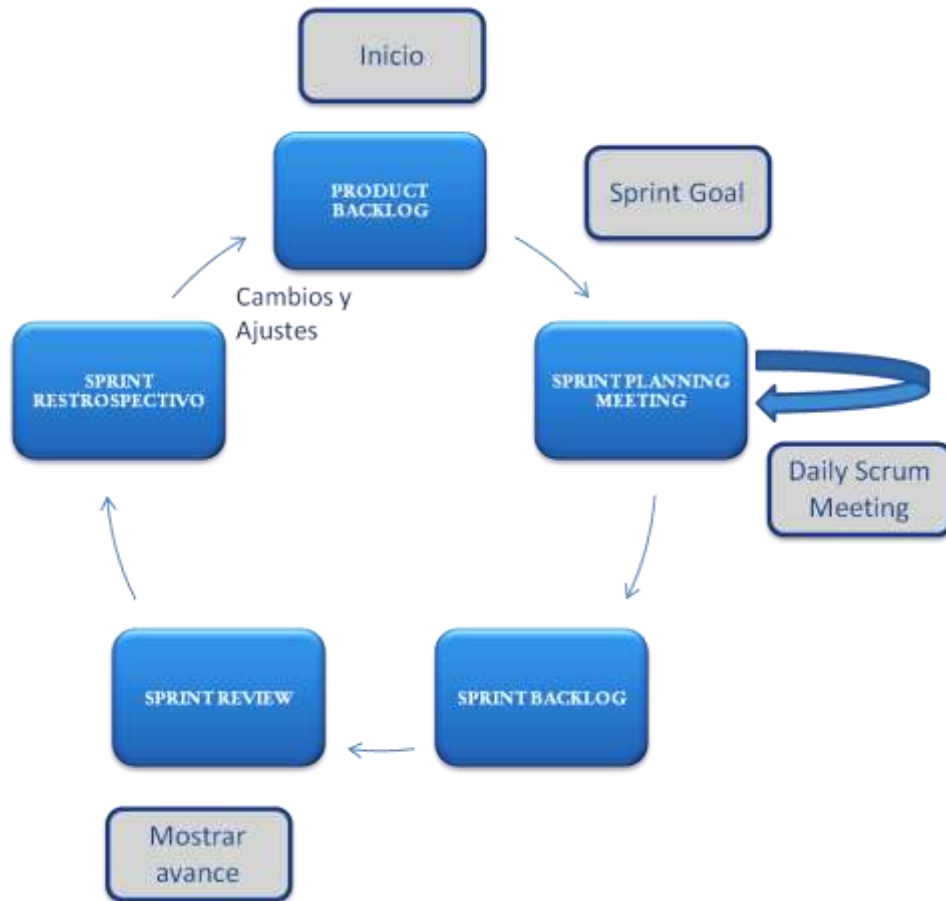 Inicio
PRODUCT
BACKLOG
Sprint Goal
Cambios y
Ajustes
SPRINT
RESTROSPECTIVO
SPRINT PLANNING
MEETING
Daily Scrum
Meeting
SPRINT REVIEW
SPRINT BACKLOG
Mostrar
avance